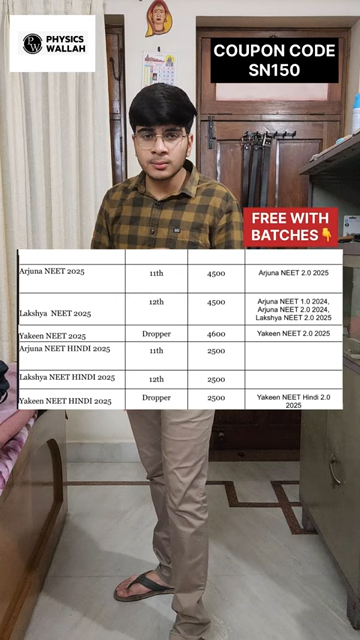 PHYSICS
WALLAH
COUPON CODE
SN150
FREE WITH
BATCHES👇
Arjuna NEET 2025 11th 4500 Arjuna NEET 2.0 2025
Lakshya NEET 2025 12th 4500 Arjuna NEET 1.0 2024,
Arjuna NEET 2.0 2024,
Lakshya NEET 2.0 2025
Yakeen NEET 2025 Dropper 4600 Yakeen NEET 2.0 2025
Arjuna NEET HINDI 2025 11th 2500
Lakshya NEET HINDI 2025 12th 2500
Yakeen NEET HINDI 2025 Dropper 2500 Yakeen NEET Hindi 2.0
2025